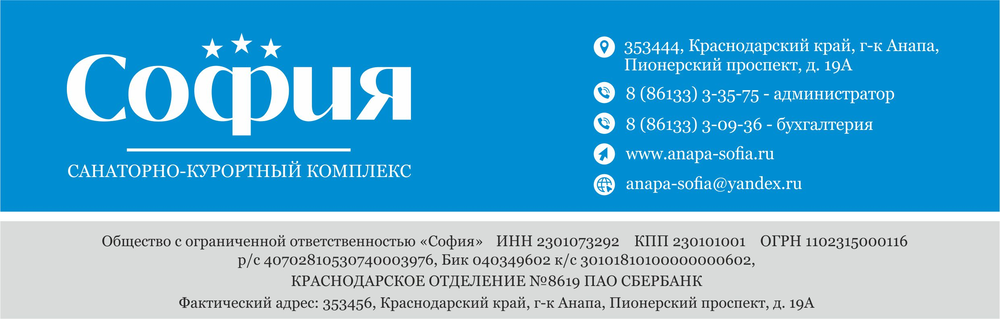 София
САНАТОРНО-КУРОРТНЫЙ КОМПЛЕКС
353444, Краснодарский край, г-к Анапа,
Пионерский проспект, д. 19А
8 (86133) 3-35-75 - администратор
8 (86133) 3-09-36 - бухгалтерия
www.anapa-sofia.ru
anapa-sofia@yandex.ru
Общество с ограниченной ответственностью «София» ИНН 2301073292 КПП 230101001 ОГРН 1102315000116
р/с 40702810530740003976, Бик 040349602 к/с 30101810100000000602,
КРАСНОДАРСКОЕ ОТДЕЛЕНИЕ №8619 ПАО СБЕРБАНК
Фактический адрес: 353456, Краснодарский край, г-к Анапа, Пионерский проспект, д. 19А